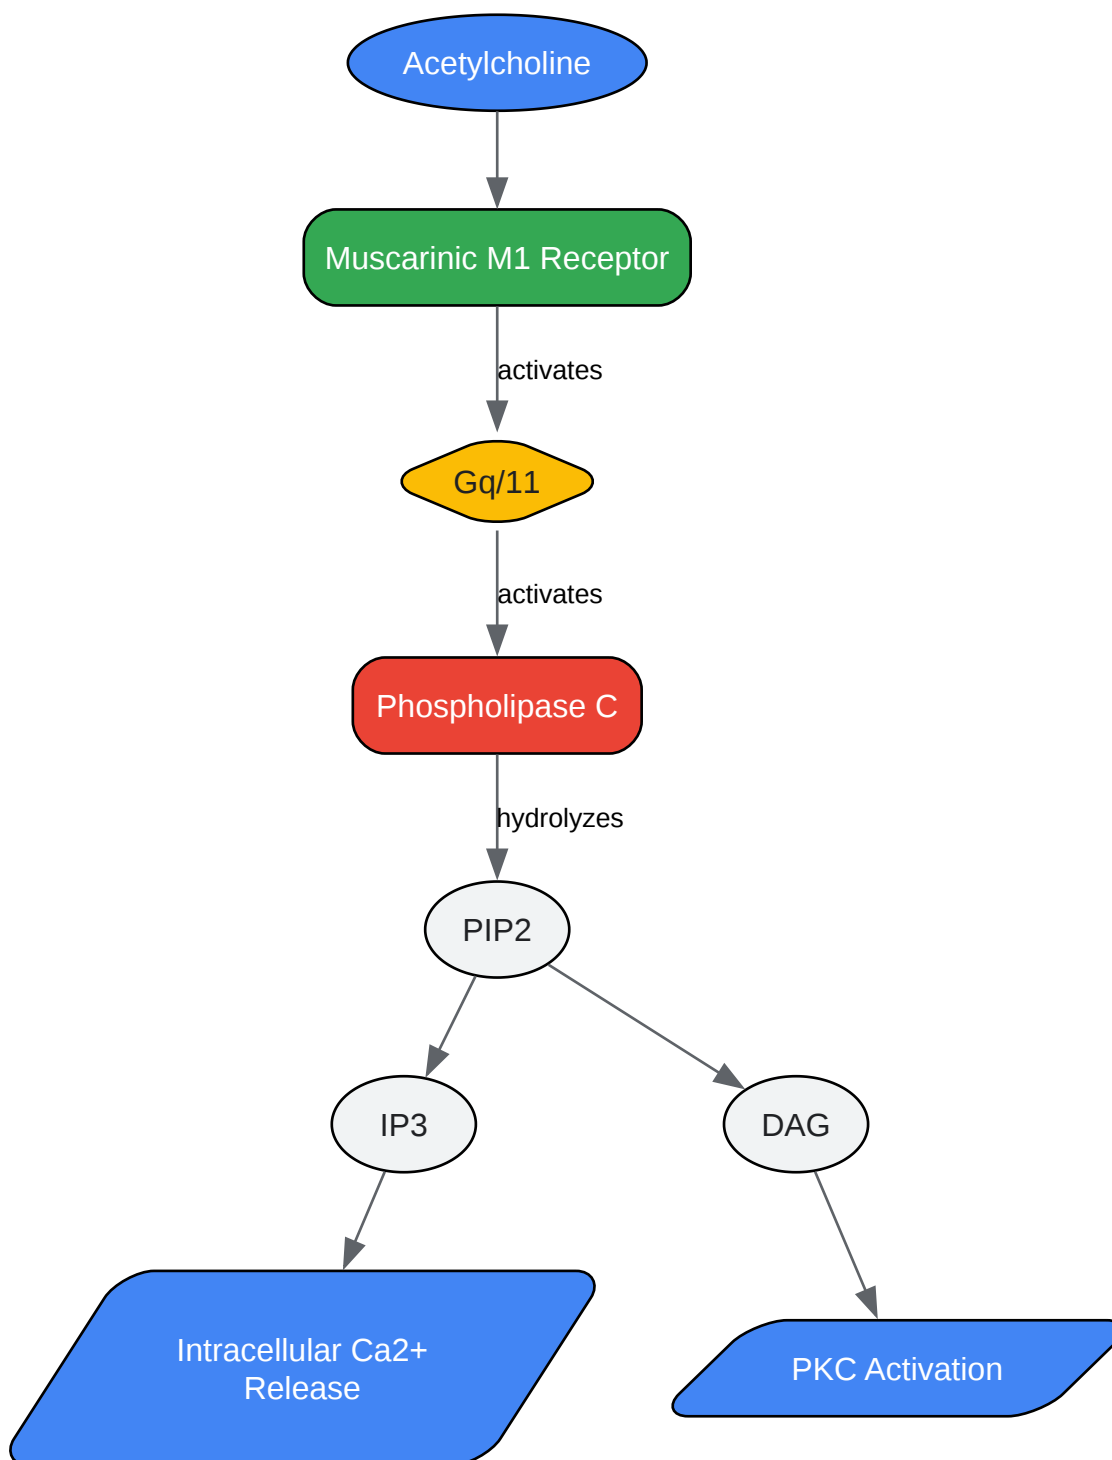 Acetylcholine
Muscarinic M1 Receptor
activates
Gq/11
activates
Phospholipase C
hydrolyzes
PIP2
IP3
DAG
Intracellular Ca2+
Release
PKC Activation